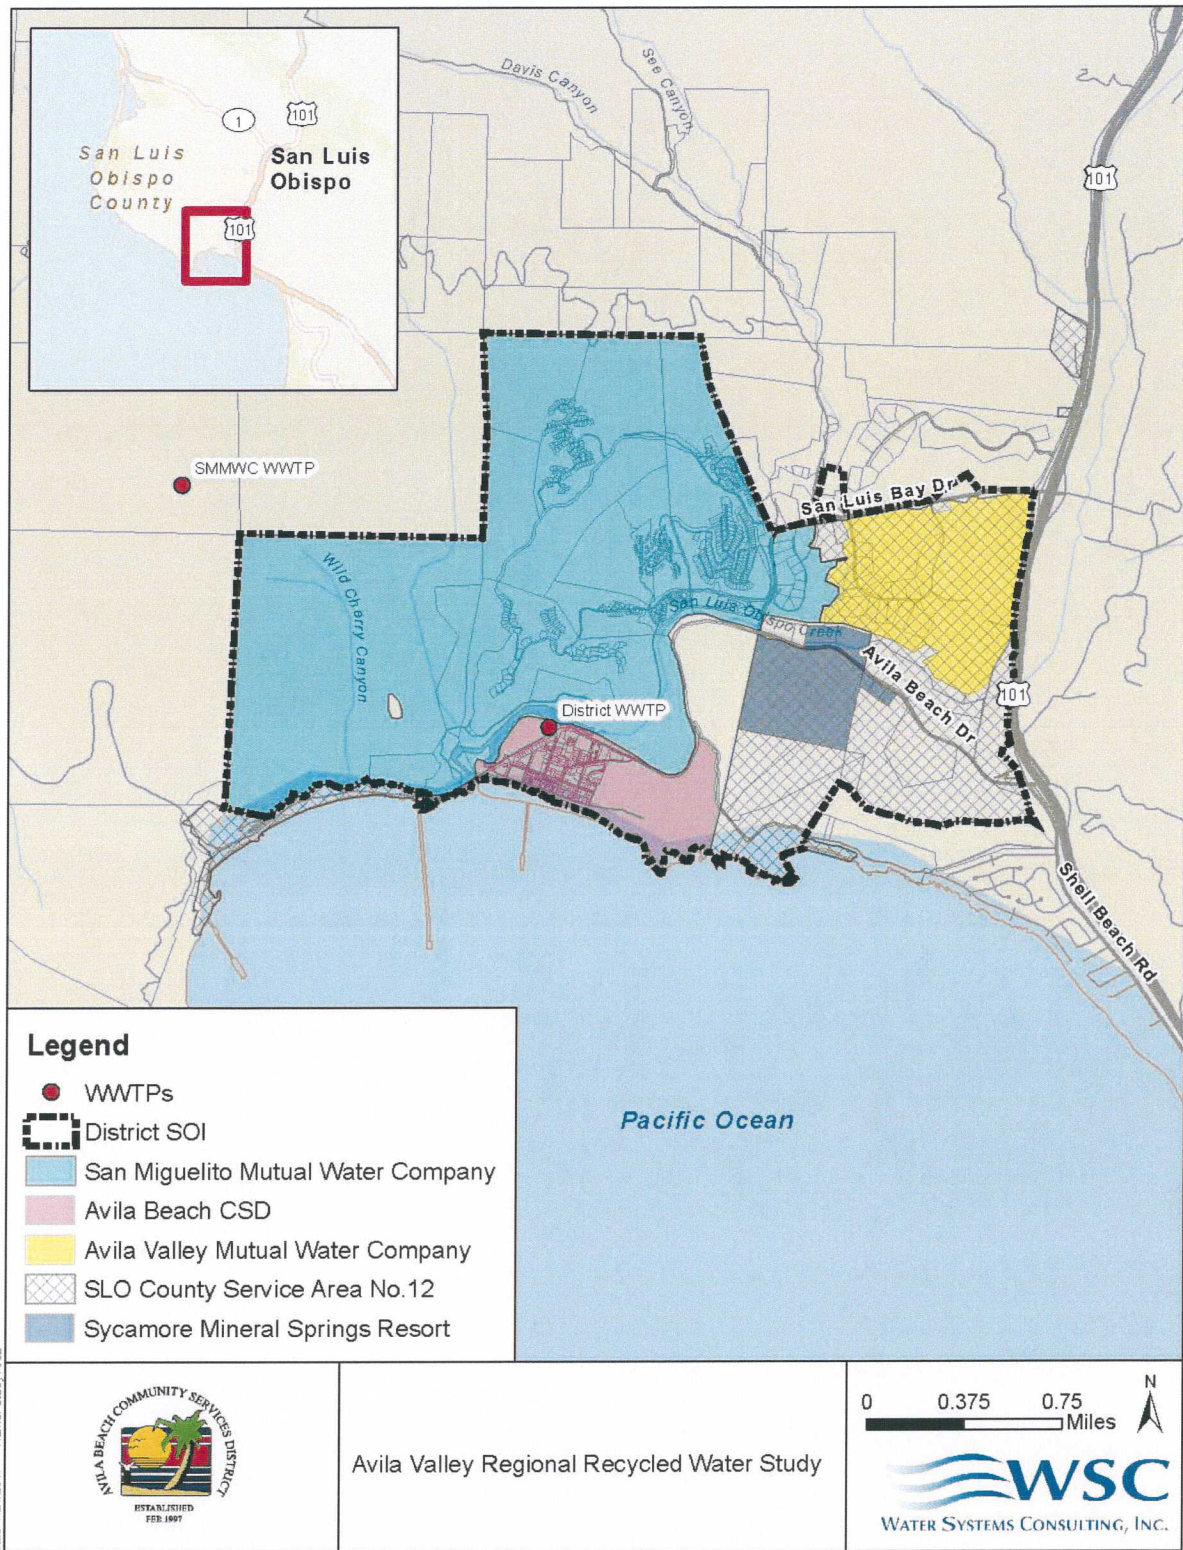 San Luis
Obispo
County
1
101
San Luis
Obispo
101
Davis Canyon
See Canyon
101
SMMWC WWTP
San Luis Bay Dr
Wild Cherry
Canyon
San Luis Obispo Creek
Avila Beach Dr
101
District WWTP
Shell Beach Rd
Pacific Ocean
Legend
WWTPs
District SOI
San Miguelito Mutual Water Company
Avila Beach CSD
Avila Valley Mutual Water Company
SLO County Service Area No.12
Sycamore Mineral Springs Resort
AVILA BEACH COMMUNITY SERVICES DISTRICT
ESTABLISHED
FEB. 1997
Avila Valley Regional Recycled Water Study
0 0.375 0.75
Miles
N
WSC
WATER SYSTEMS CONSULTING, INC.